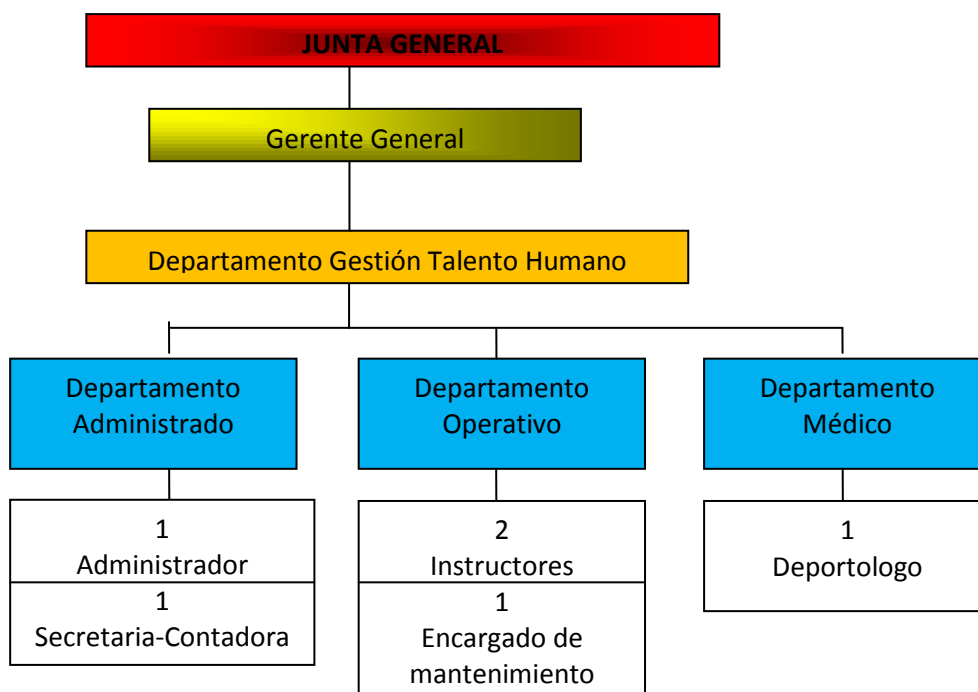 JUNTA GENERAL
Gerente General
Departamento Gestión Talento Humano
Departamento
Administrado
Departamento
Operativo
Departamento
Médico
1
Administrador
1
Secretaria-Contadora
2
Instructores
1
Encargado de
mantenimiento
1
Deportologo